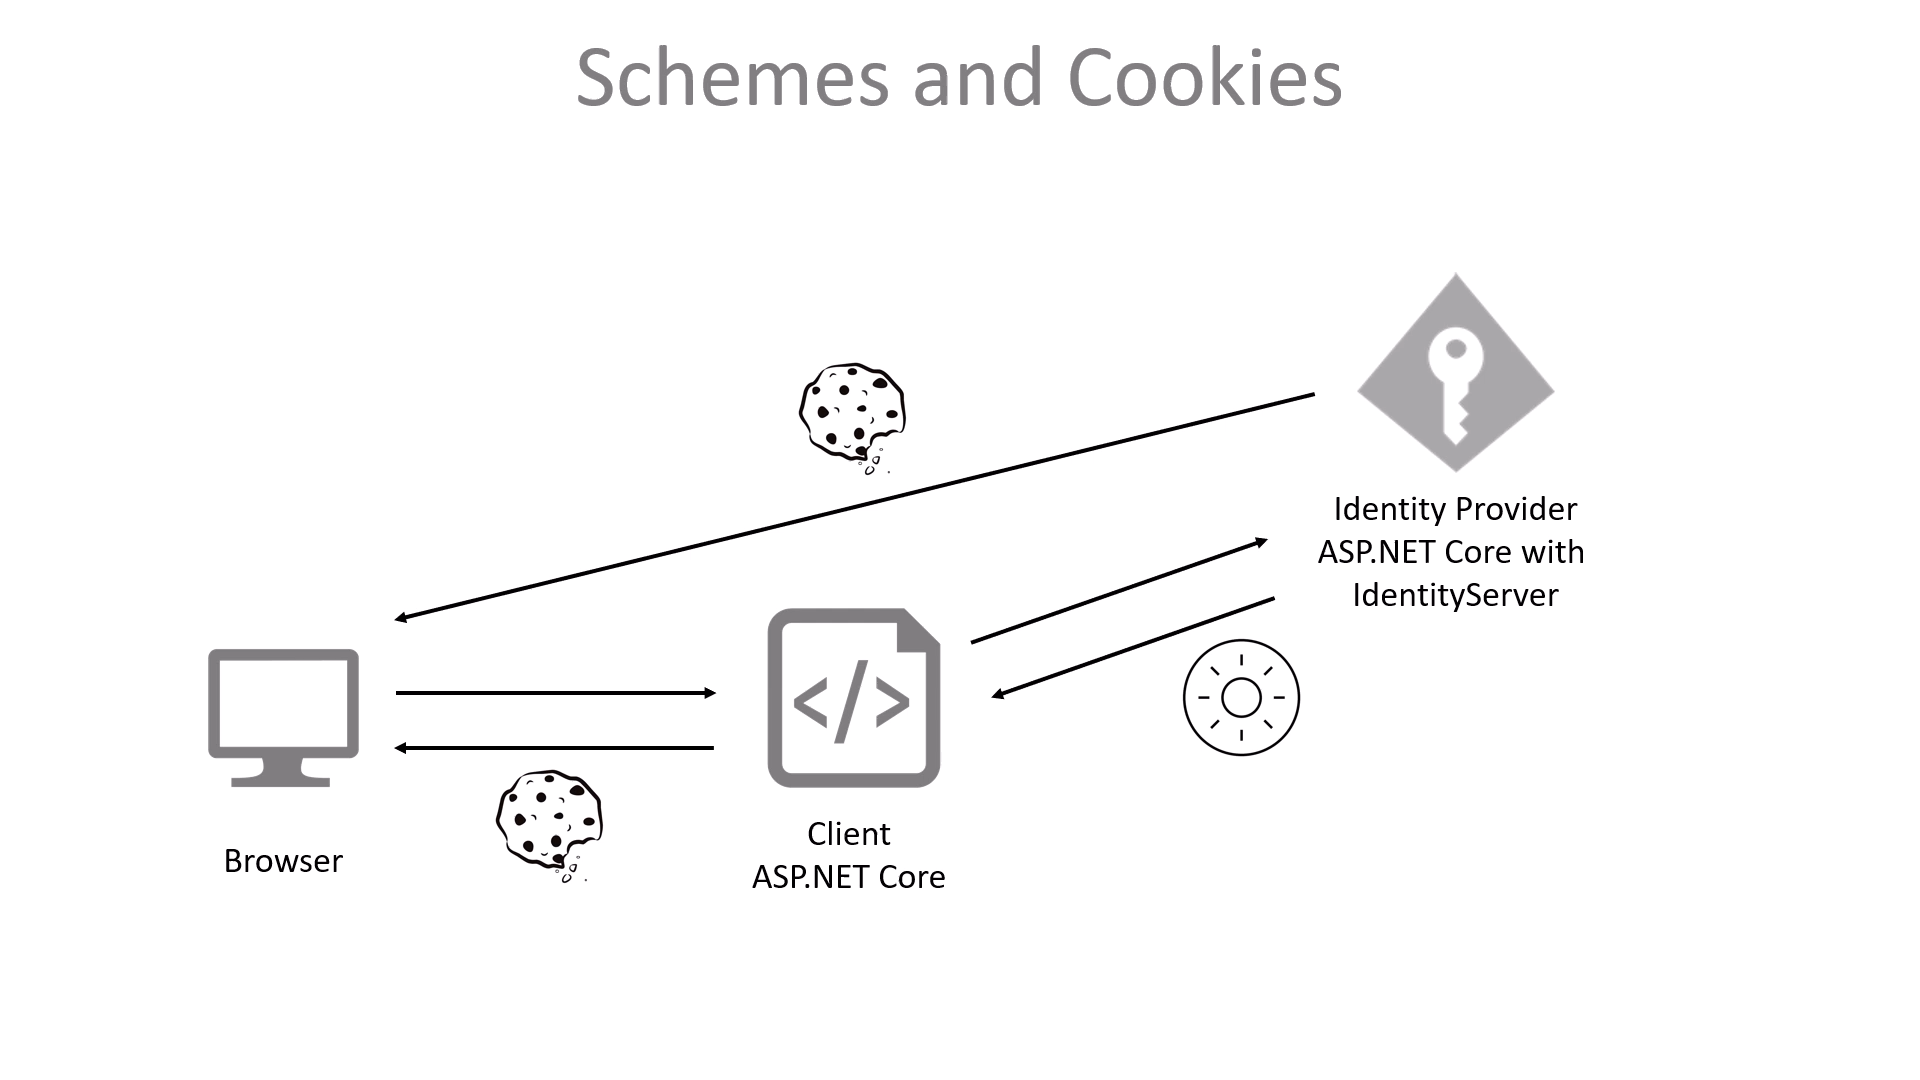 Schemes and Cookies
Identity Provider
ASP.NET Core with
IdentityServer
</>
Browser
Client
ASP.NET Core